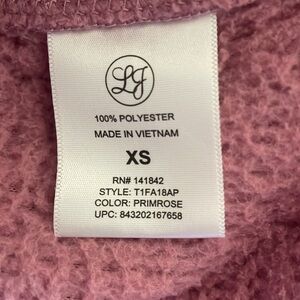 LJ
100% POLYESTER
MADE IN VIETNAM
XS
RN# 141842
STYLE: T1FA18AP
COLOR: PRIMROSE
UPC: 843202167658